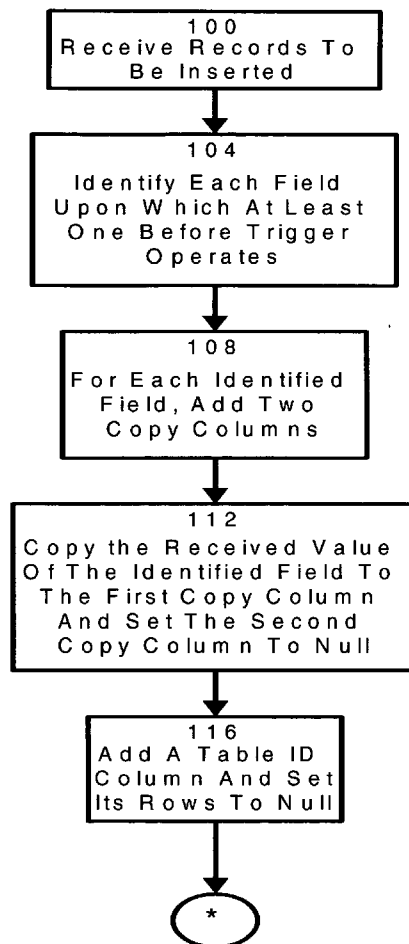 100
Receive Records To
Be Inserted
104
Identify Each Field
Upon Which At Least
One Before Trigger
Operates
108
For Each Identified
Field, Add Two
Copy Columns
112
Copy the Received Value
Of The Identified Field To
The First Copy Column
And Set The Second
Copy Column To Null
116
Add A Table ID
Column And Set
Its Rows To Null
*